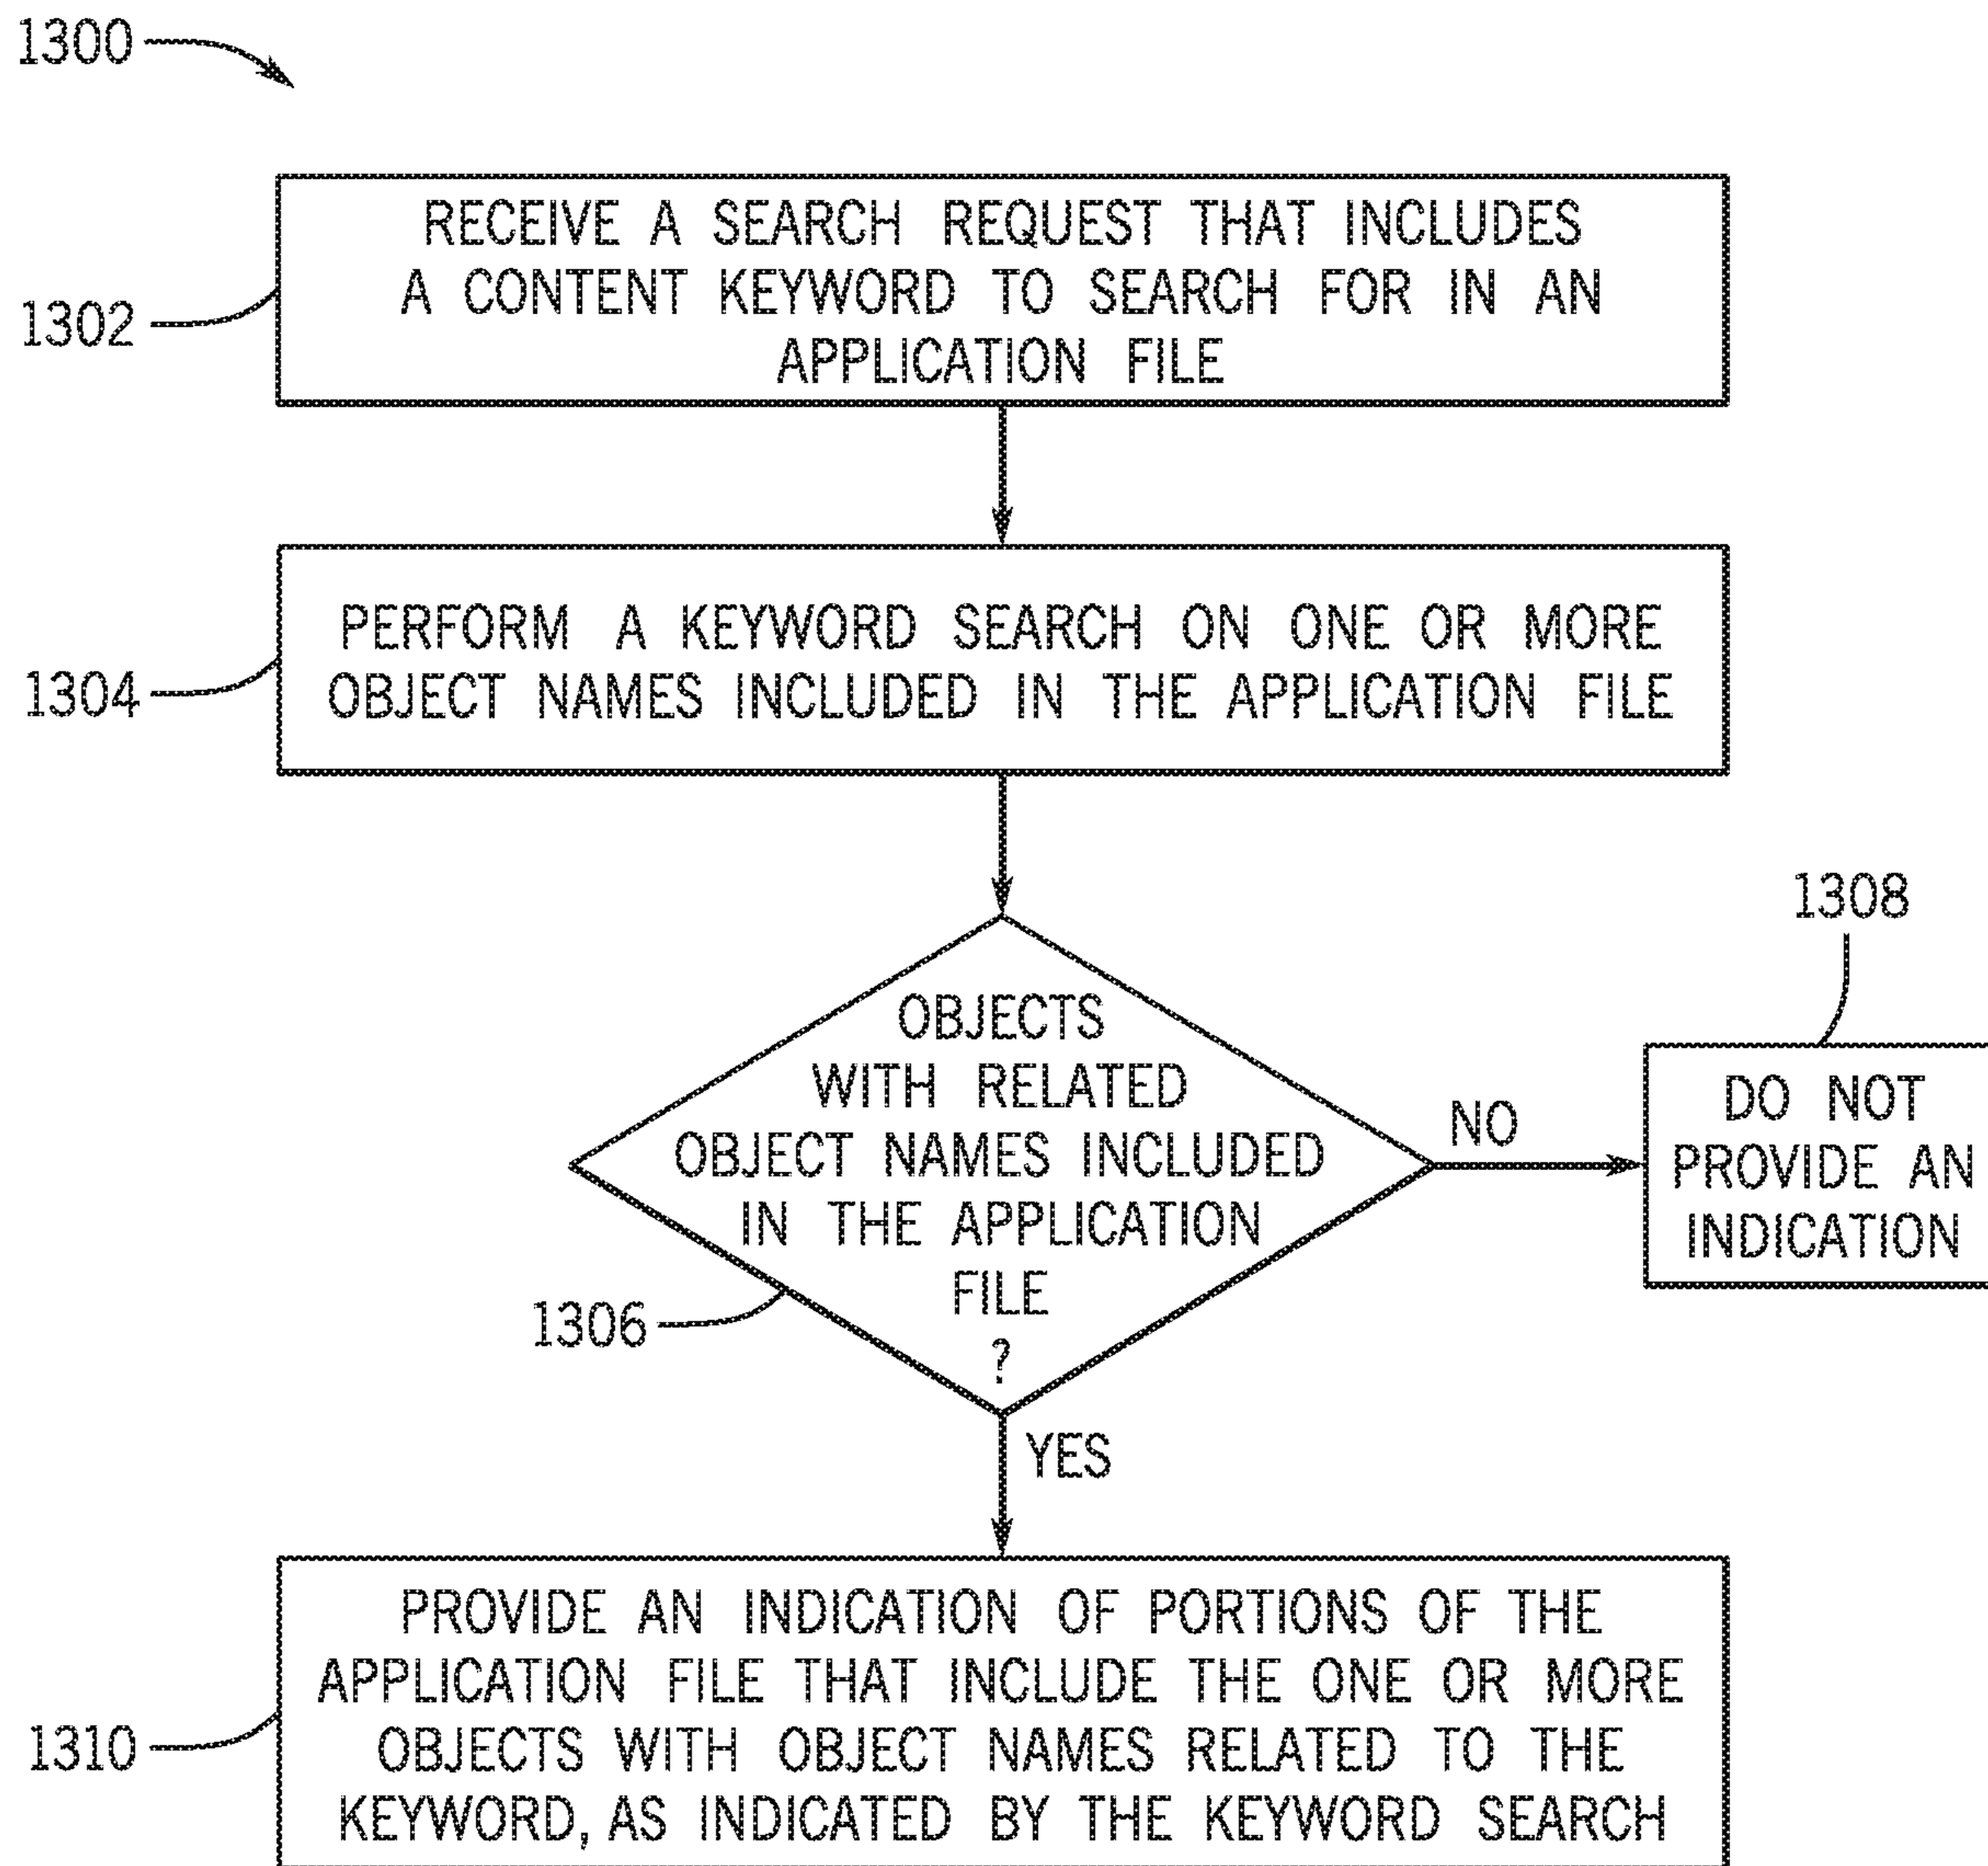 1300
RECEIVE A SEARCH REQUEST THAT INCLUDES
A CONTENT KEYWORD TO SEARCH FOR IN AN
APPLICATION FILE
1302
PERFORM A KEYWORD SEARCH ON ONE OR MORE
OBJECT NAMES INCLUDED IN THE APPLICATION FILE
1304
OBJECTS
WITH RELATED
OBJECT NAMES INCLUDED
IN THE APPLICATION
FILE
?
1306
NO
1308
DO NOT
PROVIDE AN
INDICATION
YES
PROVIDE AN INDICATION OF PORTIONS OF THE
APPLICATION FILE THAT INCLUDE THE ONE OR MORE
OBJECTS WITH OBJECT NAMES RELATED TO THE
KEYWORD, AS INDICATED BY THE KEYWORD SEARCH
1310